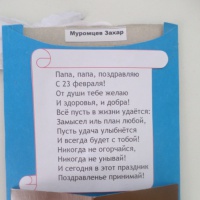 Муромцев Захар
Папа, папа, поздравляю
С 23 февраля!
От души тебе желаю
И здоровья, и добра!
Всё пусть в жизни удаётся:
Замысел иль план любой,
Пусть удача улыбнётся
И всегда будет с тобой!
Никогда не огорчайся,
Никогда не унывай!
И сегодня в этот праздник
Поздравленье принимай!